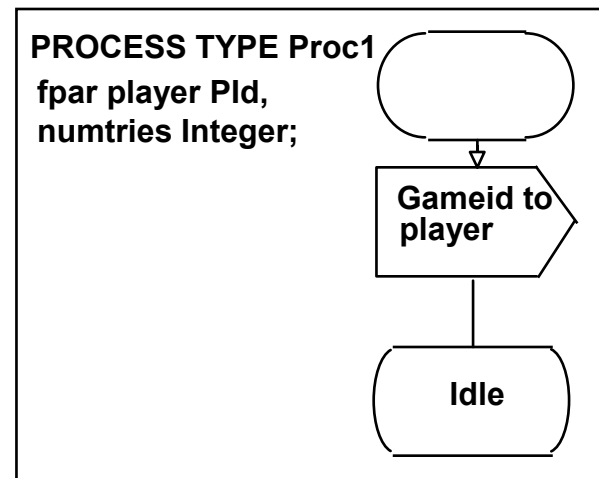 PROCESS TYPE Proc1
fpar player PId,
numtries Integer;
Gameid to
player
Idle